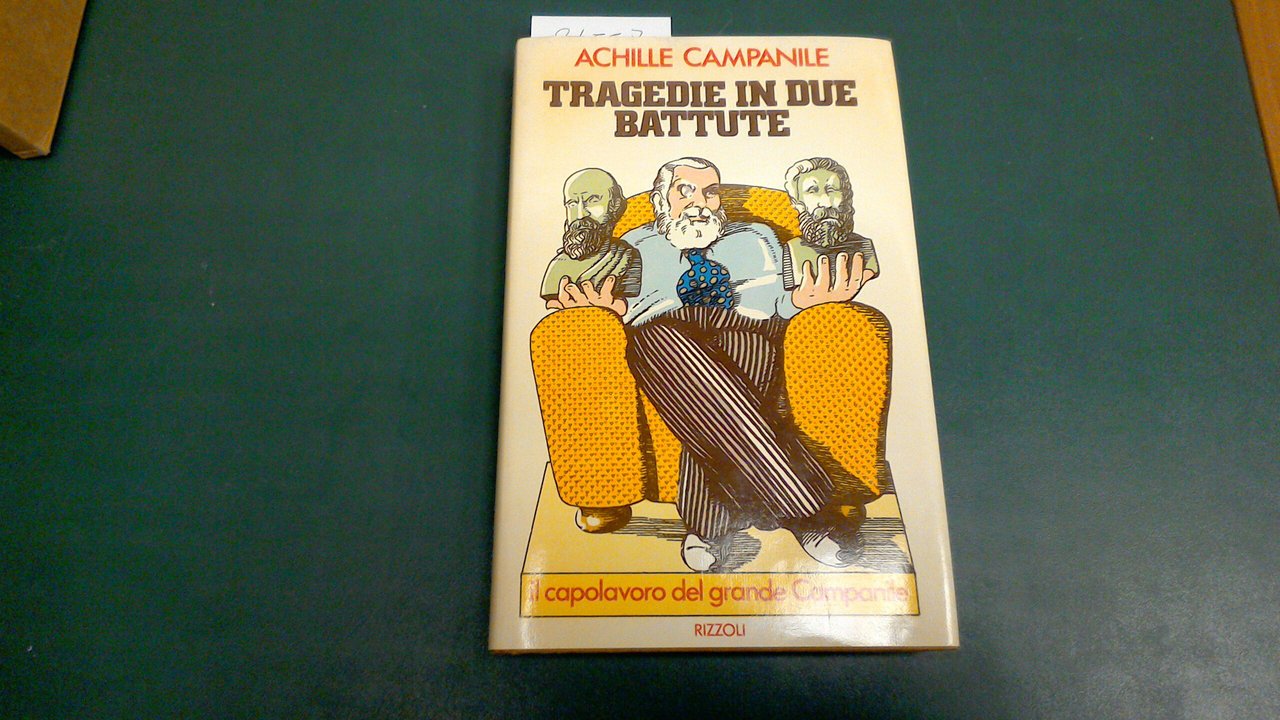 ACHILLE CAMPANILE
TRAGEDIE IN DUE
BATTUTE
il capolavoro del grande Campanile
RIZZOLI